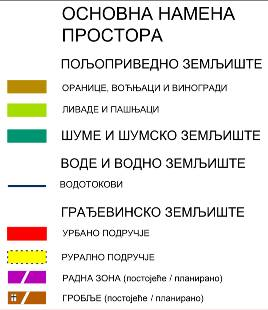 ОСНОВНА НАМЕНА
ПРОСТОРА
ПОЉОПРИВЕДНО ЗЕМЉИШТЕ
ОРАНИЦЕ, ВОЋЊАЦИ И ВИНОГРАДИ
ЛИВАДЕ И ПАШЊАЦИ
ШУМЕ И ШУМСКО ЗЕМЉИШТЕ
ВОДЕ И ВОДНО ЗЕМЉИШТЕ
ВОДОТОКОВИ
ГРАЂЕВИНСКО ЗЕМЉИШТЕ
УРБАНО ПОДРУЧЈЕ
РУРАЛНО ПОДРУЧЈЕ
РАДНА ЗОНА (постојеће / планирано)
ГРОБЉЕ (постојеће / планирано)